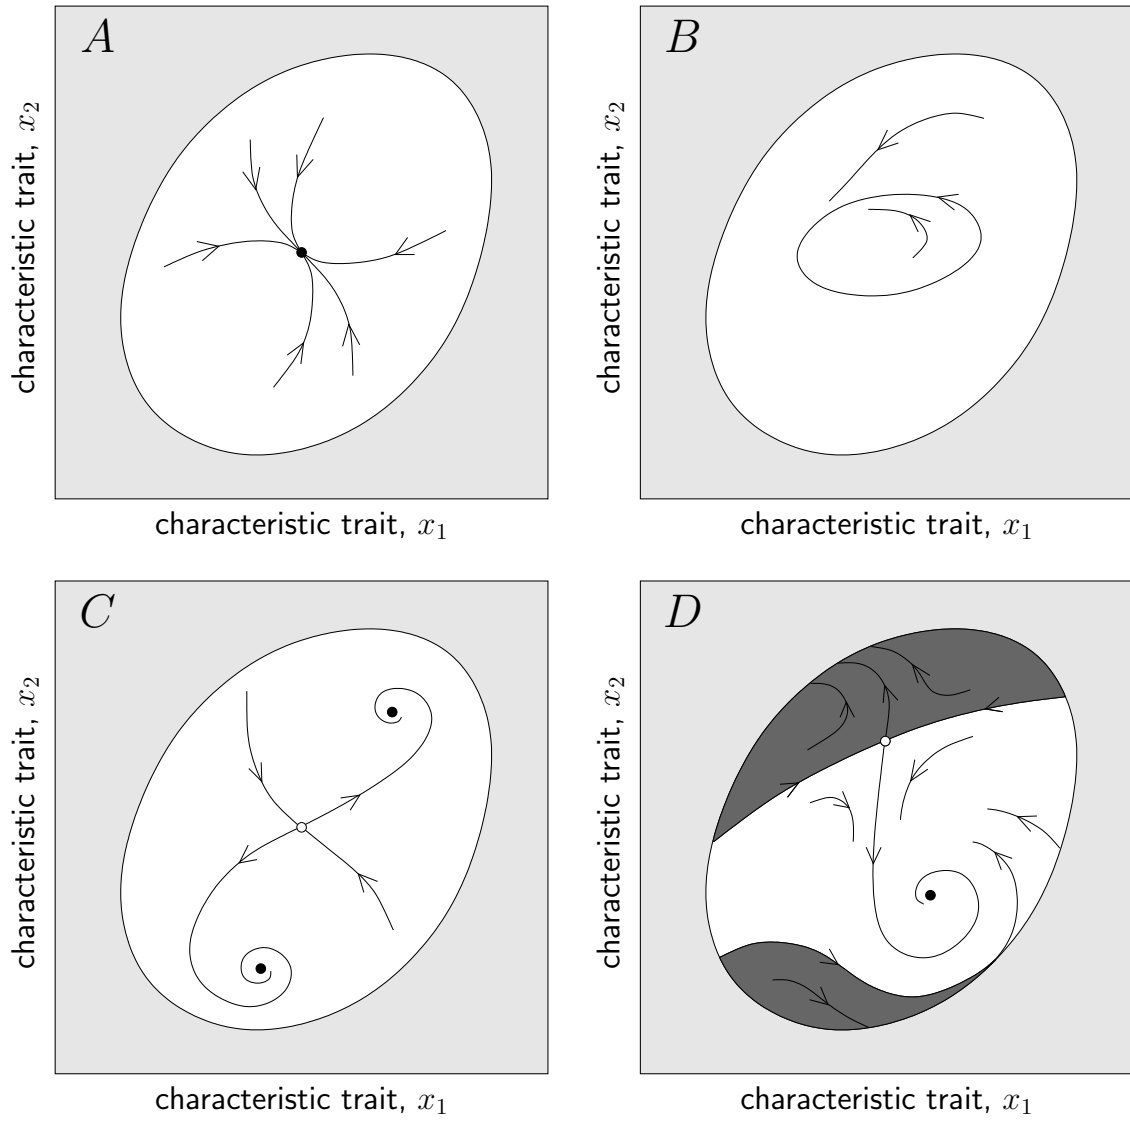 A
characteristic trait, x₂
characteristic trait, x₁
B
characteristic trait, x₂
characteristic trait, x₁
C
characteristic trait, x₂
characteristic trait, x₁
D
characteristic trait, x₂
characteristic trait, x₁